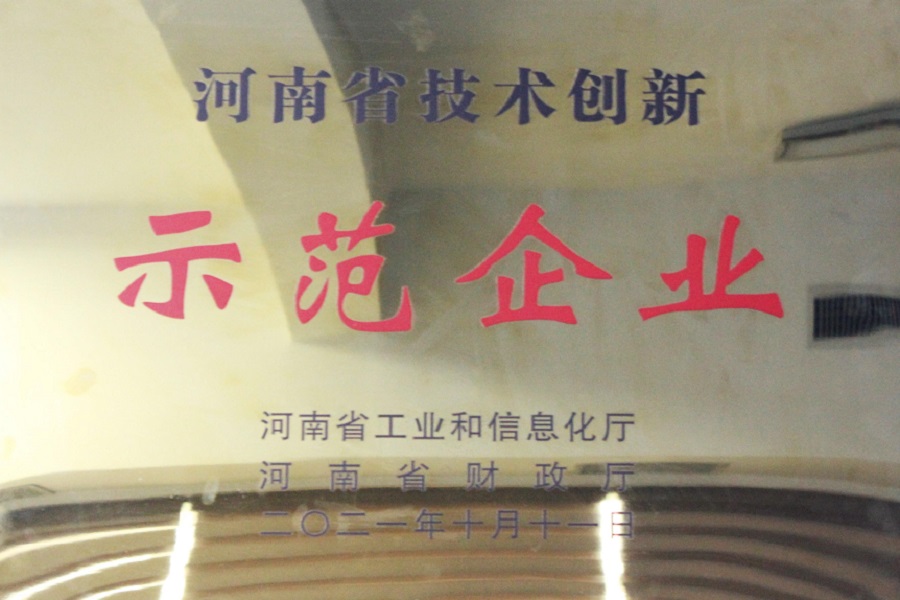 河南省技术创新
示范企业
河南省工业和信息化厅
河南省财政厅
二〇二一年十月十一日